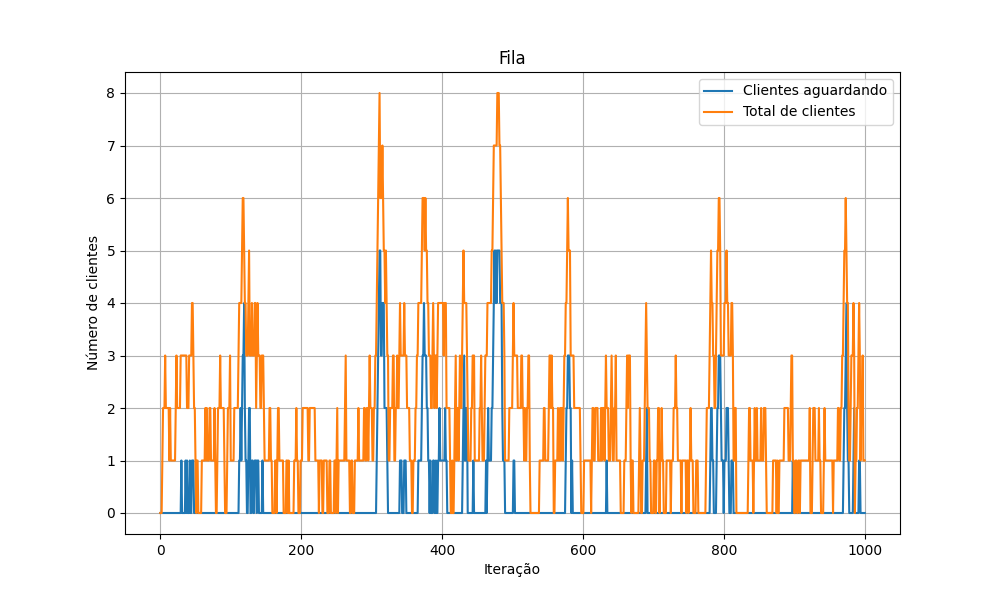 Fila
Clientes aguardando
Total de clientes
Número de clientes
8
7
6
5
4
3
2
1
0
0 200 400 600 800 1000
Iteração